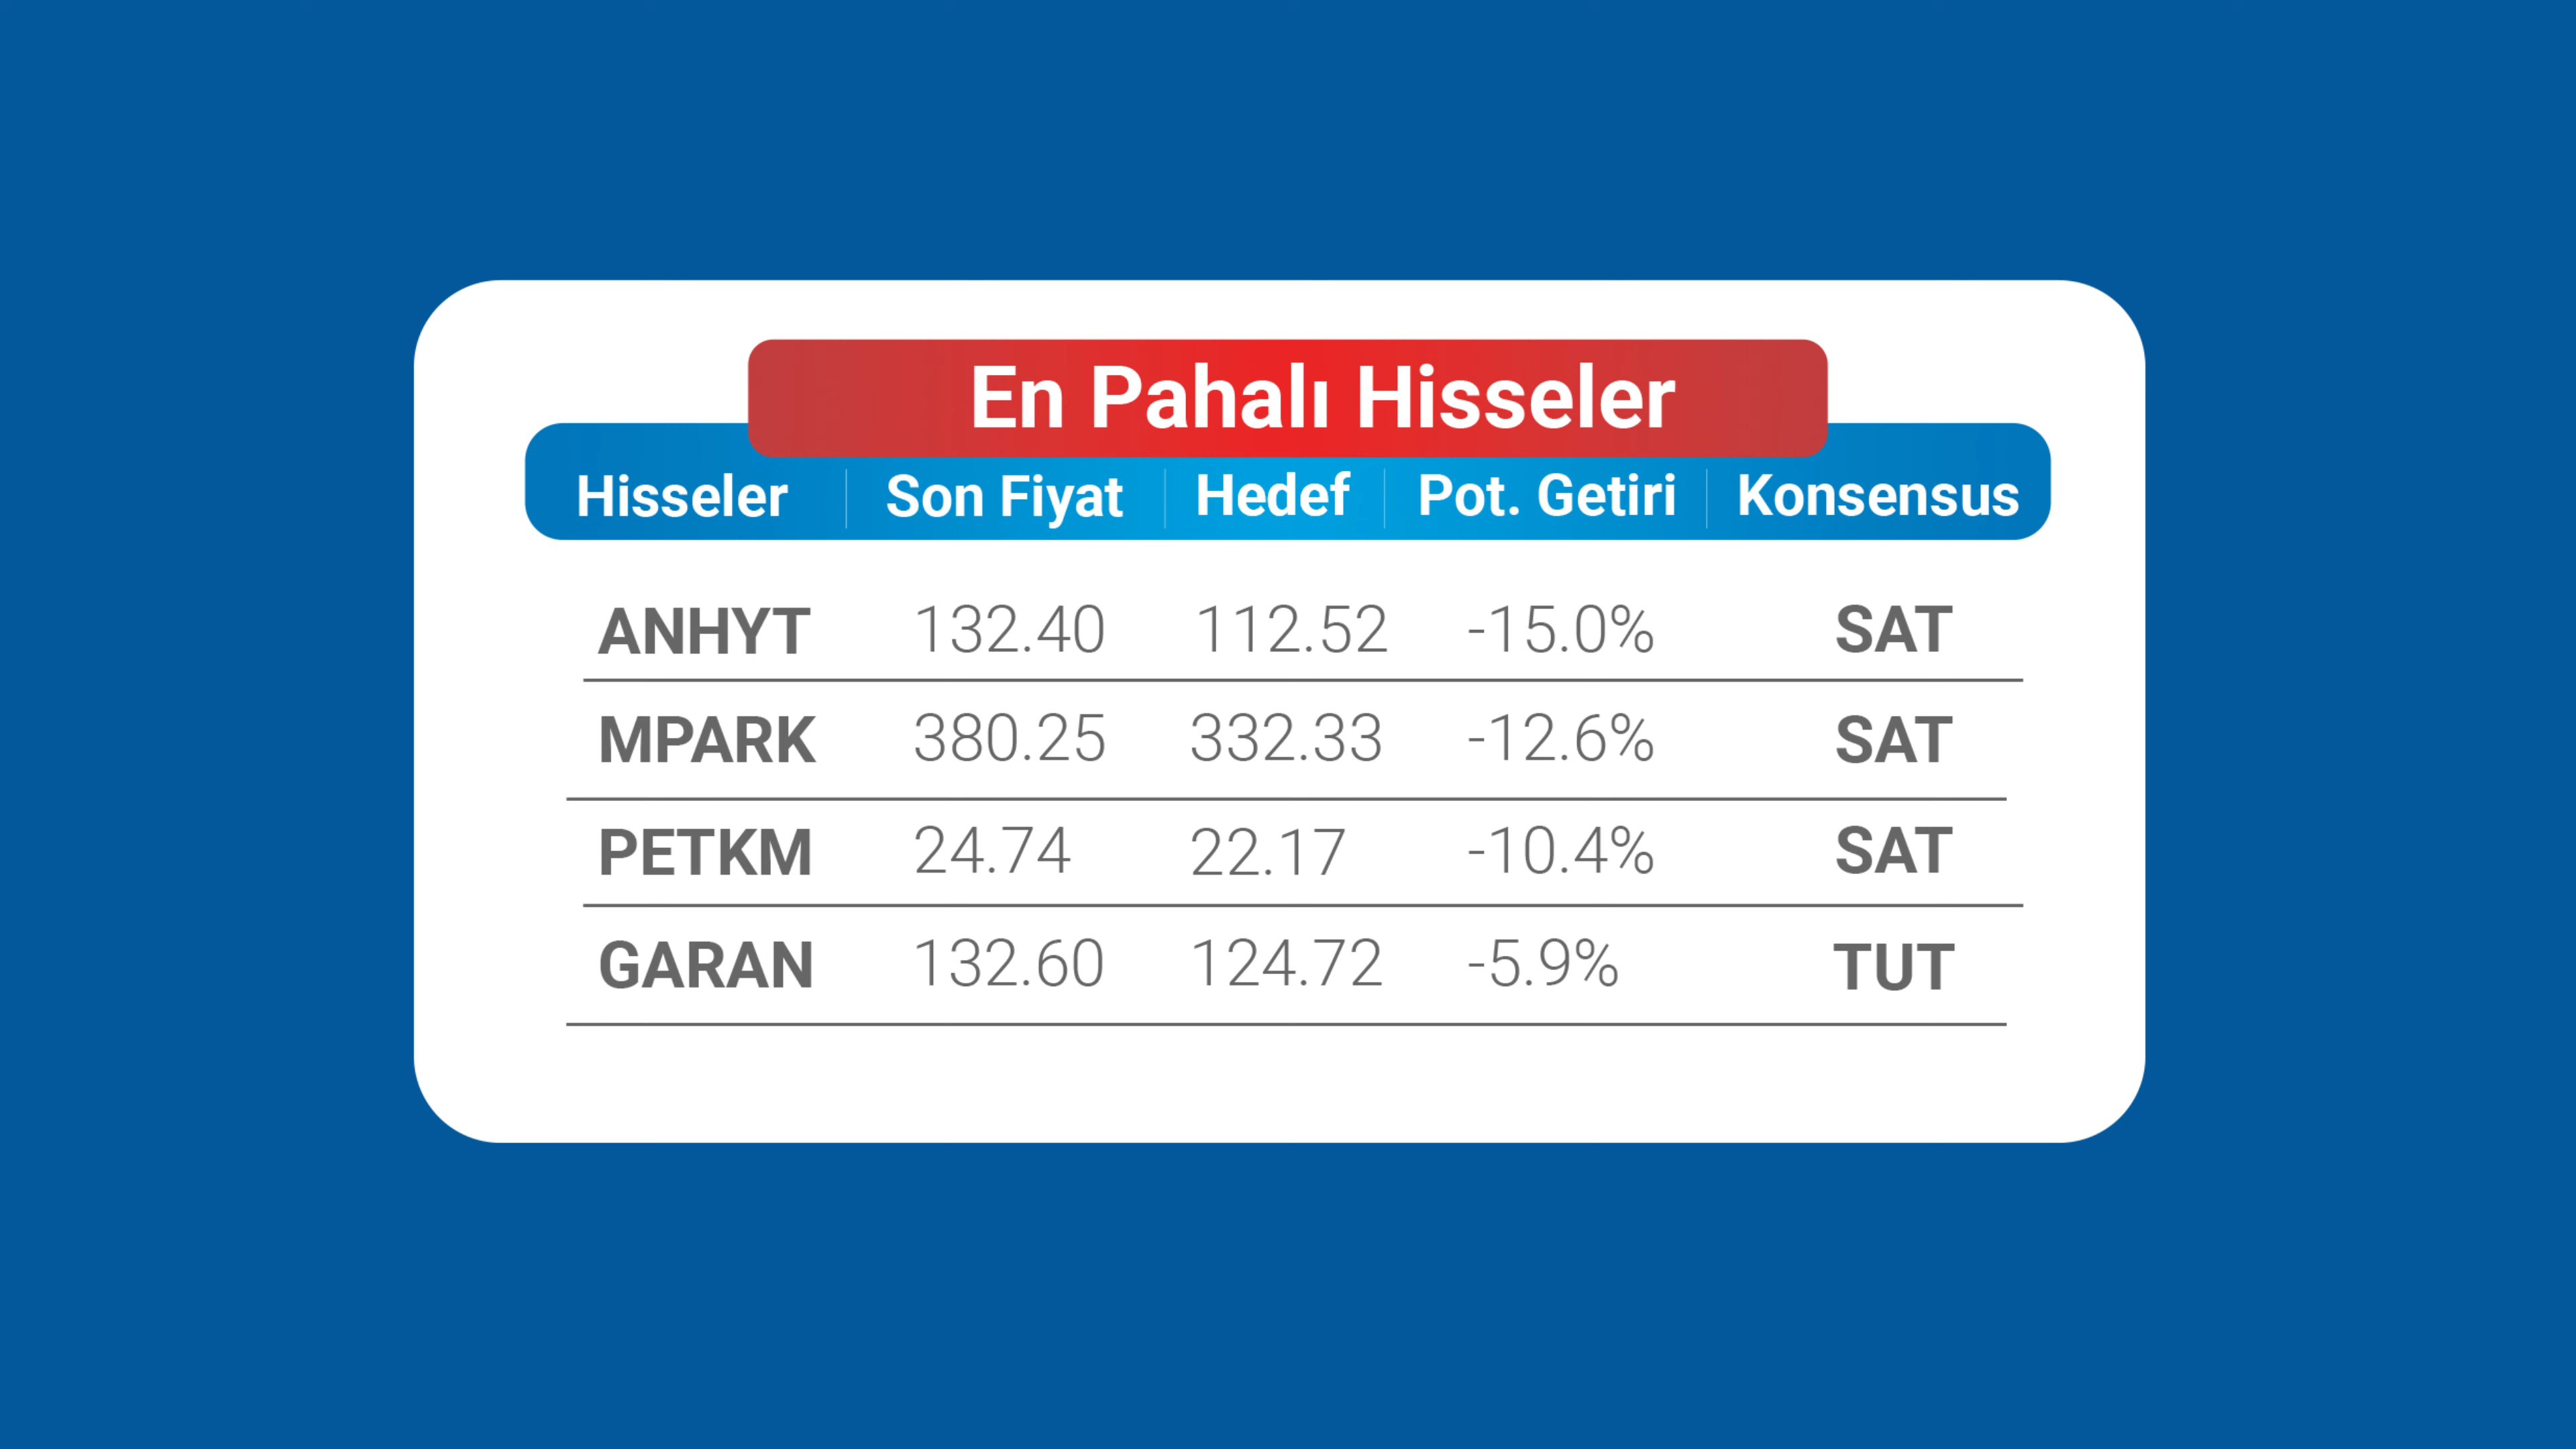 En Pahalı Hisseler
Hisseler Son Fiyat Hedef Pot. Getiri Konsensus
ANHYT 132.40 112.52 -15.0% SAT
MPARK 380.25 332.33 -12.6% SAT
PETKM 24.74 22.17 -10.4% SAT
GARAN 132.60 124.72 -5.9% TUT